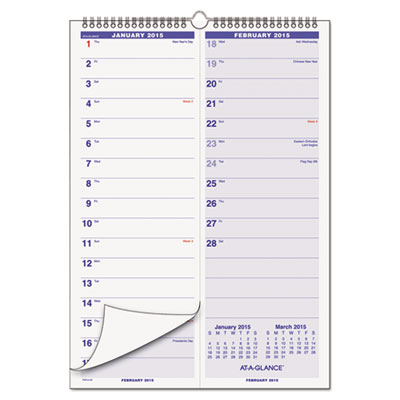 JANUARY 2015
1 Thu. New Year's Day
2 Fri.
3 Sat.
4 Sun. Week 2
5 Mon.
6 Tue.
7 Wed.
8 Thu.
9 Fri.
10 Sat.
11 Sun. Week 3
12 Mon.
13 Tue.
14 Wed.
15
Presidents Day
FEBRUARY 2015
FEBRUARY 2015
18 Wed. Ash Wednesday
19 Thu. Chinese New Year
20 Fri.
21 Sat.
22 Sun.
23 Mon. Eastern Orthodox
Lent begins
24 Tue. Flag Day (M)
25 Wed.
26 Thu.
27 Fri.
28 Sat.
January 2015
S M T W T F S
1 2 3
4 5 6 7 8 9 10
11 12 13 14 15 16 17
18 19 20 21 22 23 24
25 26 27 28 29 30 31
March 2015
S M T W T F S
1 2 3 4 5 6 7
8 9 10 11 12 13 14
15 16 17 18 19 20 21
22 23 24 25 26 27 28
29 30 31
AT-A-GLANCE
FEBRUARY 2015